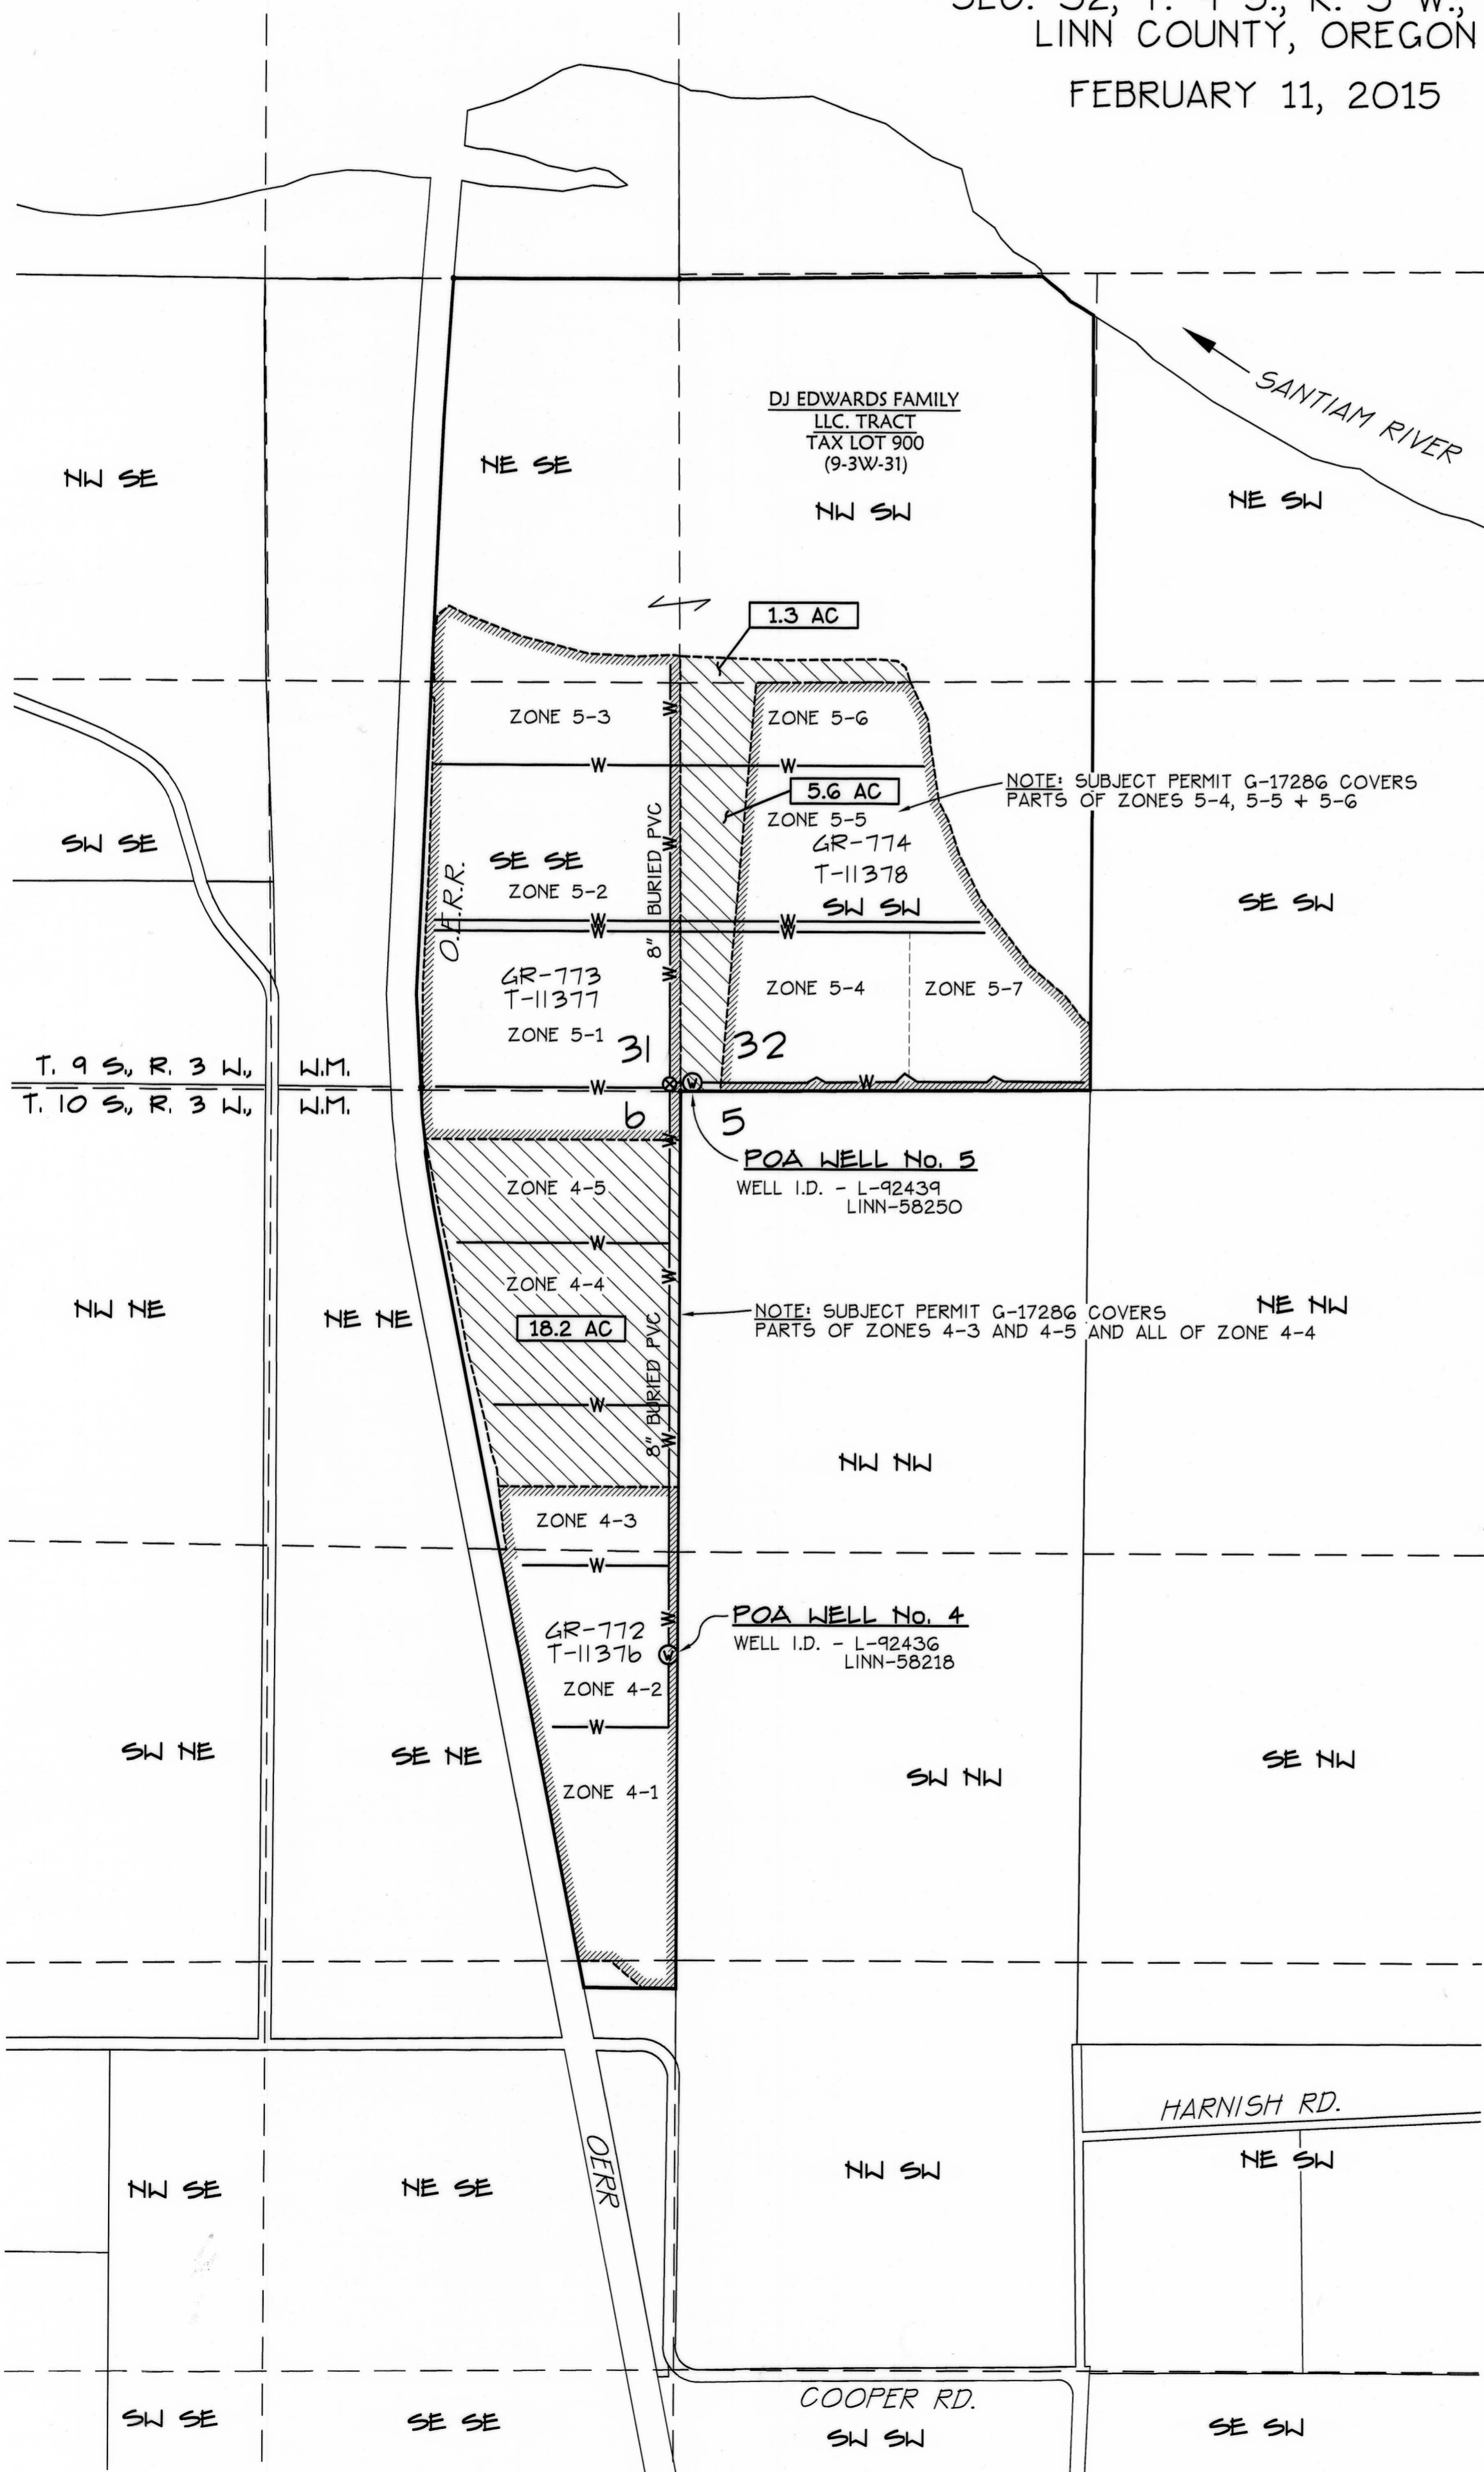 SEC. 32, T. 9 S., R. 3 W.,
LINN COUNTY, OREGON
FEBRUARY 11, 2015
SANTIAM RIVER
DJ EDWARDS FAMILY
LLC. TRACT
TAX LOT 900
(9-3W-31)
NW SE
NE SE
NW SW
NE SW
1.3 AC
ZONE 5-3
W
ZONE 5-6
W
W
5.6 AC
NOTE: SUBJECT PERMIT G-17286 COVERS
PARTS OF ZONES 5-4, 5-5 + 5-6
ZONE 5-5
GR-774
T-11378
SW SE
W
8" BURIED PVC
O.E.R.R.
SE SE
ZONE 5-2
SW SW
SE SW
W
W
W
W
GR-773
T-11377
W
ZONE 5-4
ZONE 5-7
ZONE 5-1
31
32
T. 9 S., R. 3 W., W.M.
W
W
W
T. 10 S., R. 3 W., W.M.
6
5
W
POA WELL No. 5
WELL I.D. - L-92439
LINN-58250
ZONE 4-5
W
W
ZONE 4-4
NW NE
NE NE
18.2 AC
8" BURIED PVC
NOTE: SUBJECT PERMIT G-17286 COVERS
PARTS OF ZONES 4-3 AND 4-5 AND ALL OF ZONE 4-4
NE NW
W
W
NW NW
ZONE 4-3
W
W
GR-772
T-11376
W
POA WELL No. 4
WELL I.D. - L-92436
LINN-58218
ZONE 4-2
W
SW NE
SE NE
SW NW
SE NW
ZONE 4-1
HARNISH RD.
OERR
NW SE
NE SE
NW SW
NE SW
COOPER RD.
SW SE
SE SE
SW SW
SE SW